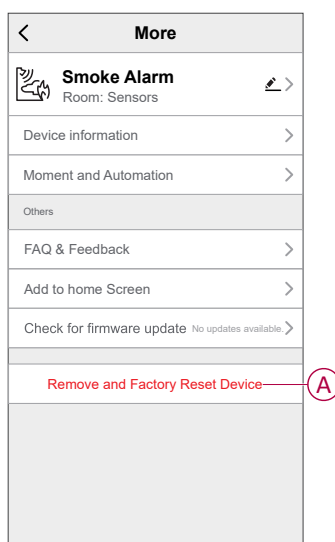 More
Smoke Alarm
Room: Sensors
Device information
Moment and Automation
Others
FAQ & Feedback
Add to home Screen
Check for firmware update No updates available.
Remove and Factory Reset Device
A